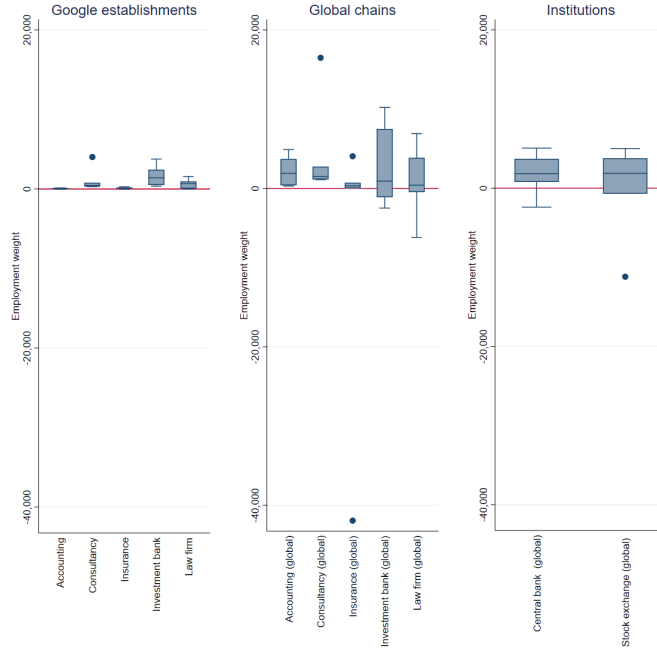 Google establishments
Global chains
Institutions
Employment weight
20,000
0
-20,000
-40,000
Accounting
Consultancy
Insurance
Investment bank
Law firm
Employment weight
20,000
0
-20,000
-40,000
Accounting (global)
Consultancy (global)
Insurance (global)
Investment bank (global)
Law firm (global)
Employment weight
20,000
0
-20,000
-40,000
Central bank (global)
Stock exchange (global)